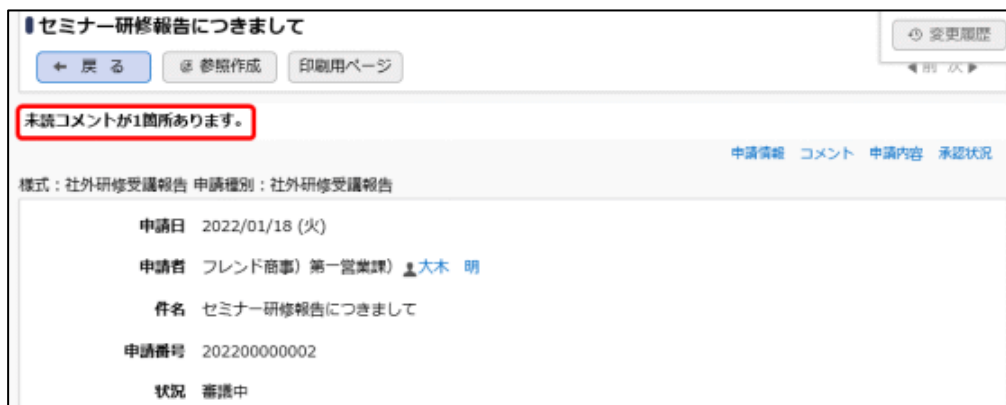 セミナー研修報告につきまして
変更履歴
← 戻 る
参照作成
印刷用ページ
◀前 次▶
未読コメントが1箇所あります。
申請情報 コメント 申請内容 承認状況
様式:社外研修受講報告 申請種別:社外研修受講報告
申請日 2022/01/18 (火)
申請者 フレンド商事) 第一営業課) 大木 明
件名 セミナー研修報告につきまして
申請番号 202200000002
状況 審議中